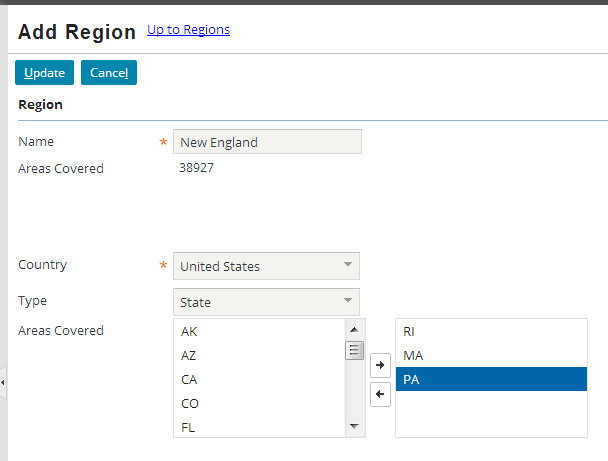 Add Region Up to Regions
Update Cancel
Region
Name * New England
Areas Covered 38927
Country * United States
Type State
Areas Covered
AK
AZ
CA
CO
FL
RI
MA
PA